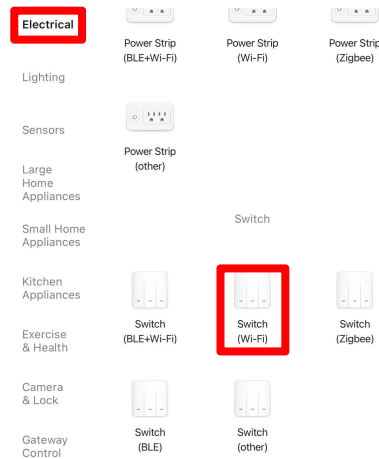 Electrical
Lighting
Sensors
Large
Home
Appliances
Small Home
Appliances
Kitchen
Appliances
Exercise
& Health
Camera
& Lock
Gateway
Control
Power Strip
(BLE+Wi-Fi)
Power Strip
(Wi-Fi)
Power Strip
(Zigbee)
Power Strip
(other)
Switch
Switch
(BLE+Wi-Fi)
Switch
(Wi-Fi)
Switch
(Zigbee)
Switch
(BLE)
Switch
(other)